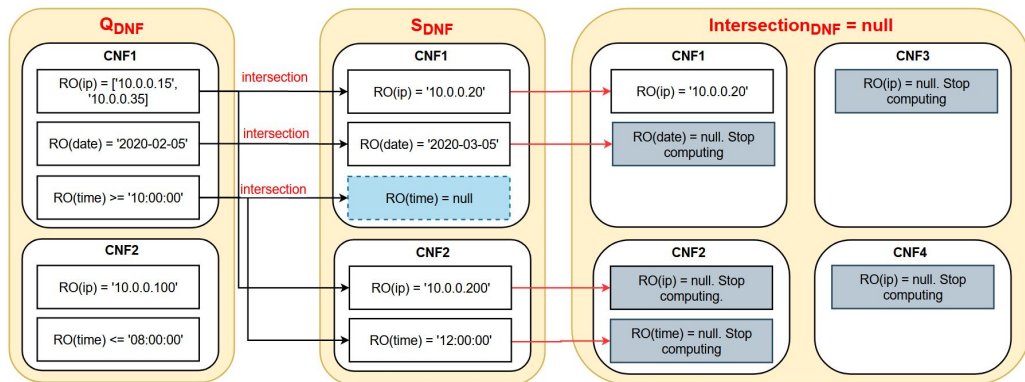 QDNF
CNF1
RO(ip) = ['10.0.0.15',
'10.0.0.35]
RO(date) = '2020-02-05'
RO(time) >= '10:00:00'
CNF2
RO(ip) = '10.0.0.100'
RO(time) <= '08:00:00'
intersection
intersection
intersection
SDNF
CNF1
RO(ip) = '10.0.0.20'
RO(date) = '2020-03-05'
RO(time) = null
CNF2
RO(ip) = '10.0.0.200'
RO(time) = '12:00:00'
IntersectionDNF = null
CNF1
RO(ip) = '10.0.0.20'
RO(date) = null. Stop
computing
CNF2
RO(ip) = null. Stop
computing.
RO(time) = null. Stop
computing
CNF3
RO(ip) = null. Stop
computing
CNF4
RO(ip) = null. Stop
computing